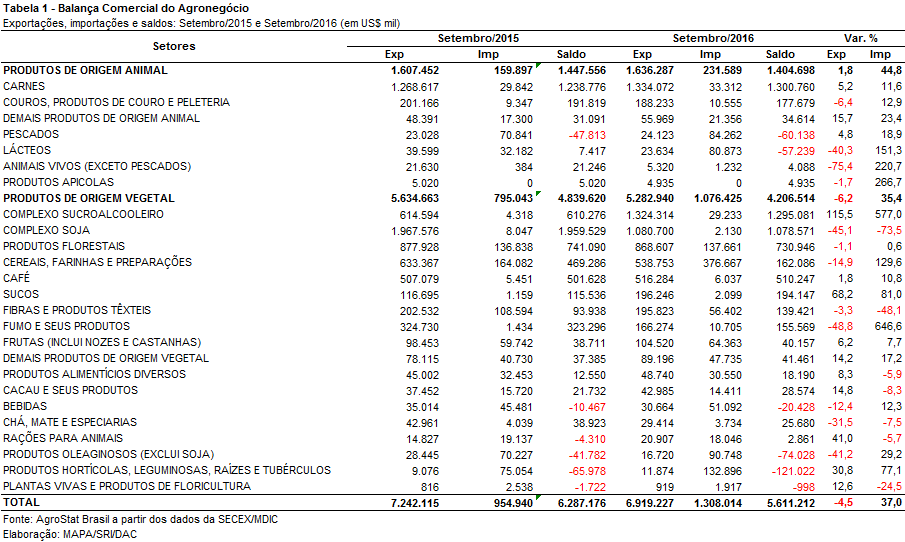 Tabela 1 - Balança Comercial do Agronegócio
Exportações, importações e saldos: Setembro/2015 e Setembro/2016 (em US$ mil)
Setores Setembro/2015 Setembro/2016 Var. %
Exp Imp Saldo Exp Imp Saldo Exp Imp
PRODUTOS DE ORIGEM ANIMAL 1.607.452 159.897 1.447.556 1.636.287 231.589 1.404.698 1,8 44,8
CARNES 1.268.617 29.842 1.238.776 1.334.072 33.312 1.300.760 5,2 11,6
COUROS, PRODUTOS DE COURO E PELETERIA 201.166 9.347 191.819 188.233 10.555 177.679 -6,4 12,9
DEMAIS PRODUTOS DE ORIGEM ANIMAL 48.391 17.300 31.091 55.969 21.356 34.614 15,7 23,4
PESCADOS 23.028 70.841 -47.813 24.123 84.262 -60.138 4,8 18,9
LÁCTEOS 39.599 32.182 7.417 23.634 80.873 -57.239 -40,3 151,3
ANIMAIS VIVOS (EXCETO PESCADOS) 21.630 384 21.246 5.320 1.232 4.088 -75,4 220,7
PRODUTOS APICOLAS 5.020 0 5.020 4.935 0 4.935 -1,7 266,7
PRODUTOS DE ORIGEM VEGETAL 5.634.663 795.043 4.839.620 5.282.940 1.076.425 4.206.514 -6,2 35,4
COMPLEXO SUCROALCOOLEIRO 614.594 4.318 610.276 1.324.314 29.233 1.295.081 115,5 577,0
COMPLEXO SOJA 1.967.576 8.047 1.959.529 1.080.700 2.130 1.078.571 -45,1 -73,5
PRODUTOS FLORESTAIS 877.928 136.838 741.090 868.607 137.661 730.946 -1,1 0,6
CEREAIS, FARINHAS E PREPARAÇÕES 633.367 164.082 469.286 538.753 376.667 162.086 -14,9 129,6
CAFÉ 507.079 5.451 501.628 516.284 6.037 510.247 1,8 10,8
SUCOS 116.695 1.159 115.536 196.246 2.099 194.147 68,2 81,0
FIBRAS E PRODUTOS TÊXTEIS 202.532 108.594 93.938 195.823 56.402 139.421 -3,3 -48,1
FUMO E SEUS PRODUTOS 324.730 1.434 323.296 166.274 10.705 155.569 -48,8 646,6
FRUTAS (INCLUI NOZES E CASTANHAS) 98.453 59.742 38.711 104.520 64.363 40.157 6,2 7,7
DEMAIS PRODUTOS DE ORIGEM VEGETAL 78.115 40.730 37.385 89.196 47.735 41.461 14,2 17,2
PRODUTOS ALIMENTÍCIOS DIVERSOS 45.002 32.453 12.550 48.740 30.550 18.190 8,3 -5,9
CACAU E SEUS PRODUTOS 37.452 15.720 21.732 42.985 14.411 28.574 14,8 -8,3
BEBIDAS 35.014 45.481 -10.467 30.664 51.092 -20.428 -12,4 12,3
CHÁ, MATE E ESPECIARIAS 42.961 4.039 38.923 29.414 3.734 25.680 -31,5 -7,5
RAÇÕES PARA ANIMAIS 14.827 19.137 -4.310 20.907 18.046 2.861 41,0 -5,7
PRODUTOS OLEAGINOSOS (EXCLUI SOJA) 28.445 70.227 -41.782 16.720 90.748 -74.028 -41,2 29,2
PRODUTOS HORTÍCOLAS, LEGUMINOSAS, RAÍZES E TUBÉRCULOS 9.076 75.054 -65.978 11.874 132.896 -121.022 30,8 77,1
PLANTAS VIVAS E PRODUTOS DE FLORICULTURA 816 2.538 -1.722 919 1.917 -998 12,6 -24,5
TOTAL 7.242.115 954.940 6.287.176 6.919.227 1.308.014 5.611.212 -4,5 37,0
Fonte: AgroStat Brasil a partir dos dados da SECEX/MDIC
Elaboração: MAPA/SRI/DAC